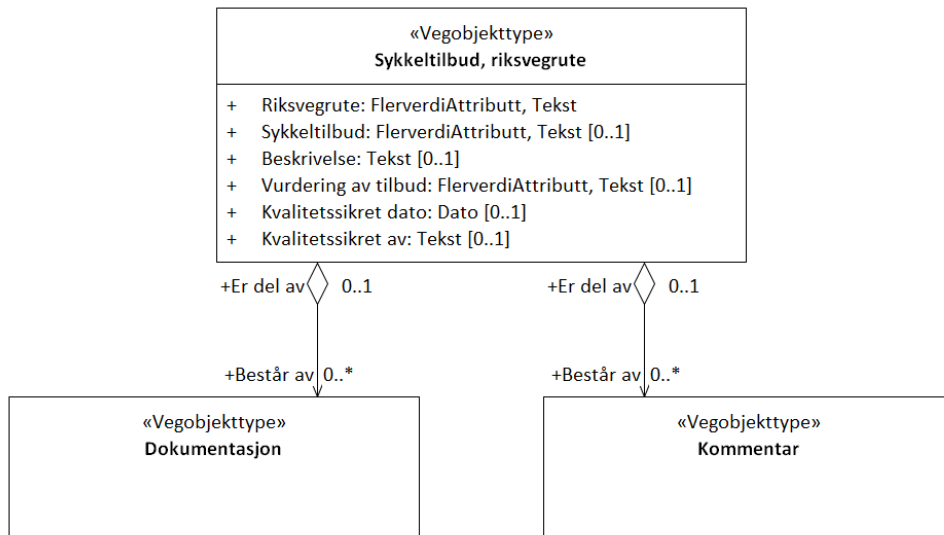 «Vegobjekttype»
Sykkeltilbud, riksvegrute
+ Riksvegrute: FlerverdiAttributt, Tekst
+ Sykkeltilbud: FlerverdiAttributt, Tekst [0..1]
+ Beskrivelse: Tekst [0..1]
+ Vurdering av tilbud: FlerverdiAttributt, Tekst [0..1]
+ Kvalitetssikret dato: Dato [0..1]
+ Kvalitetssikret av: Tekst [0..1]
+Er del av 0..1 +Er del av 0..1
+Består av 0..* +Består av 0..*
«Vegobjekttype»
Dokumentasjon
«Vegobjekttype»
Kommentar